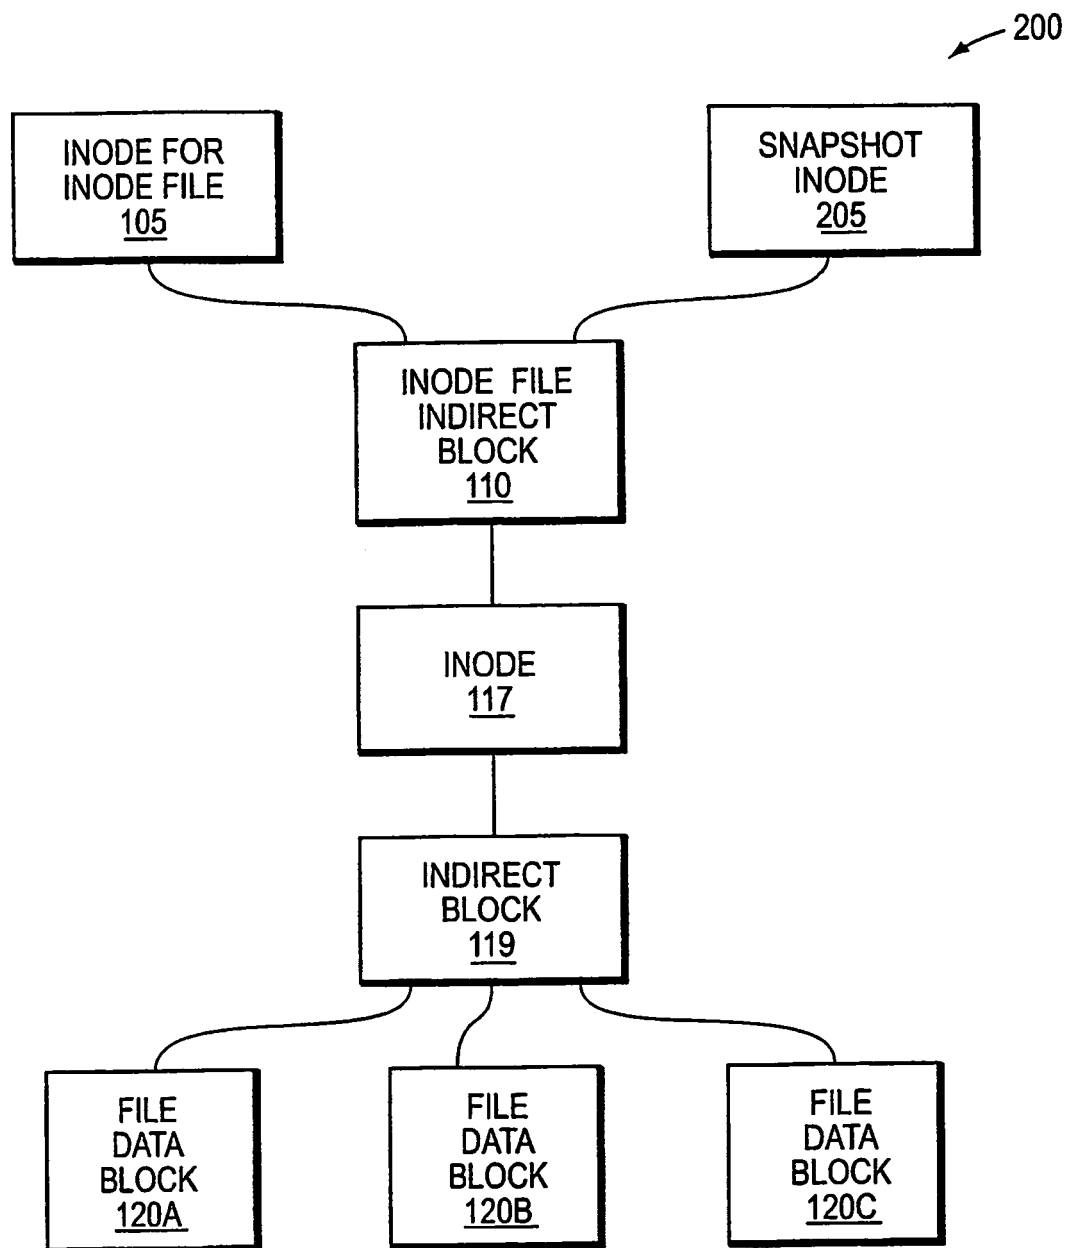 200
INODE FOR
INODE FILE
105
SNAPSHOT
INODE
205
INODE FILE
INDIRECT
BLOCK
110
INODE
117
INDIRECT
BLOCK
119
FILE
DATA
BLOCK
120A
FILE
DATA
BLOCK
120B
FILE
DATA
BLOCK
120C